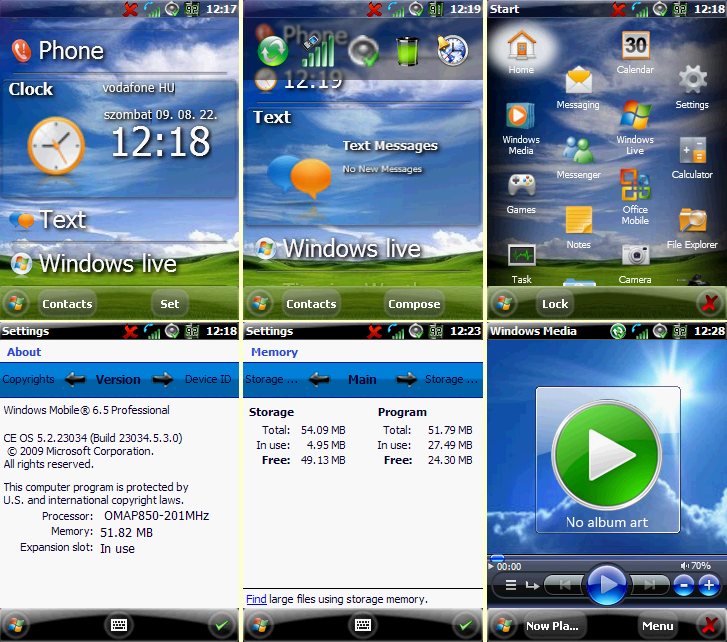 12:17
Phone
Clock
vodafone HU
szombat 09. 08. 22.
12:18
Text
Windows live
Contacts
Set
12:19
Phone
12:19
Text
Text Messages
No New Messages
Windows live
Contacts
Compose
Start
12:18
Home
30
Calendar
Messaging
Settings
Windows
Media
Windows
Live
Messenger
Calculator
Games
Office
Mobile
Notes
File Explorer
Task
Camera
Lock
Settings
12:18
About
Copyrights
Version
Device ID
Windows Mobile® 6.5 Professional
CE OS 5.2.23034 (Build 23034.5.3.0)
© 2009 Microsoft Corporation.
All rights reserved.
This computer program is protected by
U.S. and international copyright laws.
Processor: OMAP850-201MHz
Memory: 51.82 MB
Expansion slot: In use
Settings
12:23
Memory
Storage ...
Main
Storage ...
Storage
Total: 54.09 MB
In use: 4.95 MB
Free: 49.13 MB
Program
Total: 51.79 MB
In use: 27.49 MB
Free: 24.30 MB
Find large files using storage memory.
Windows Media
12:28
No album art
00:00
70%
Now Pla...
Menu